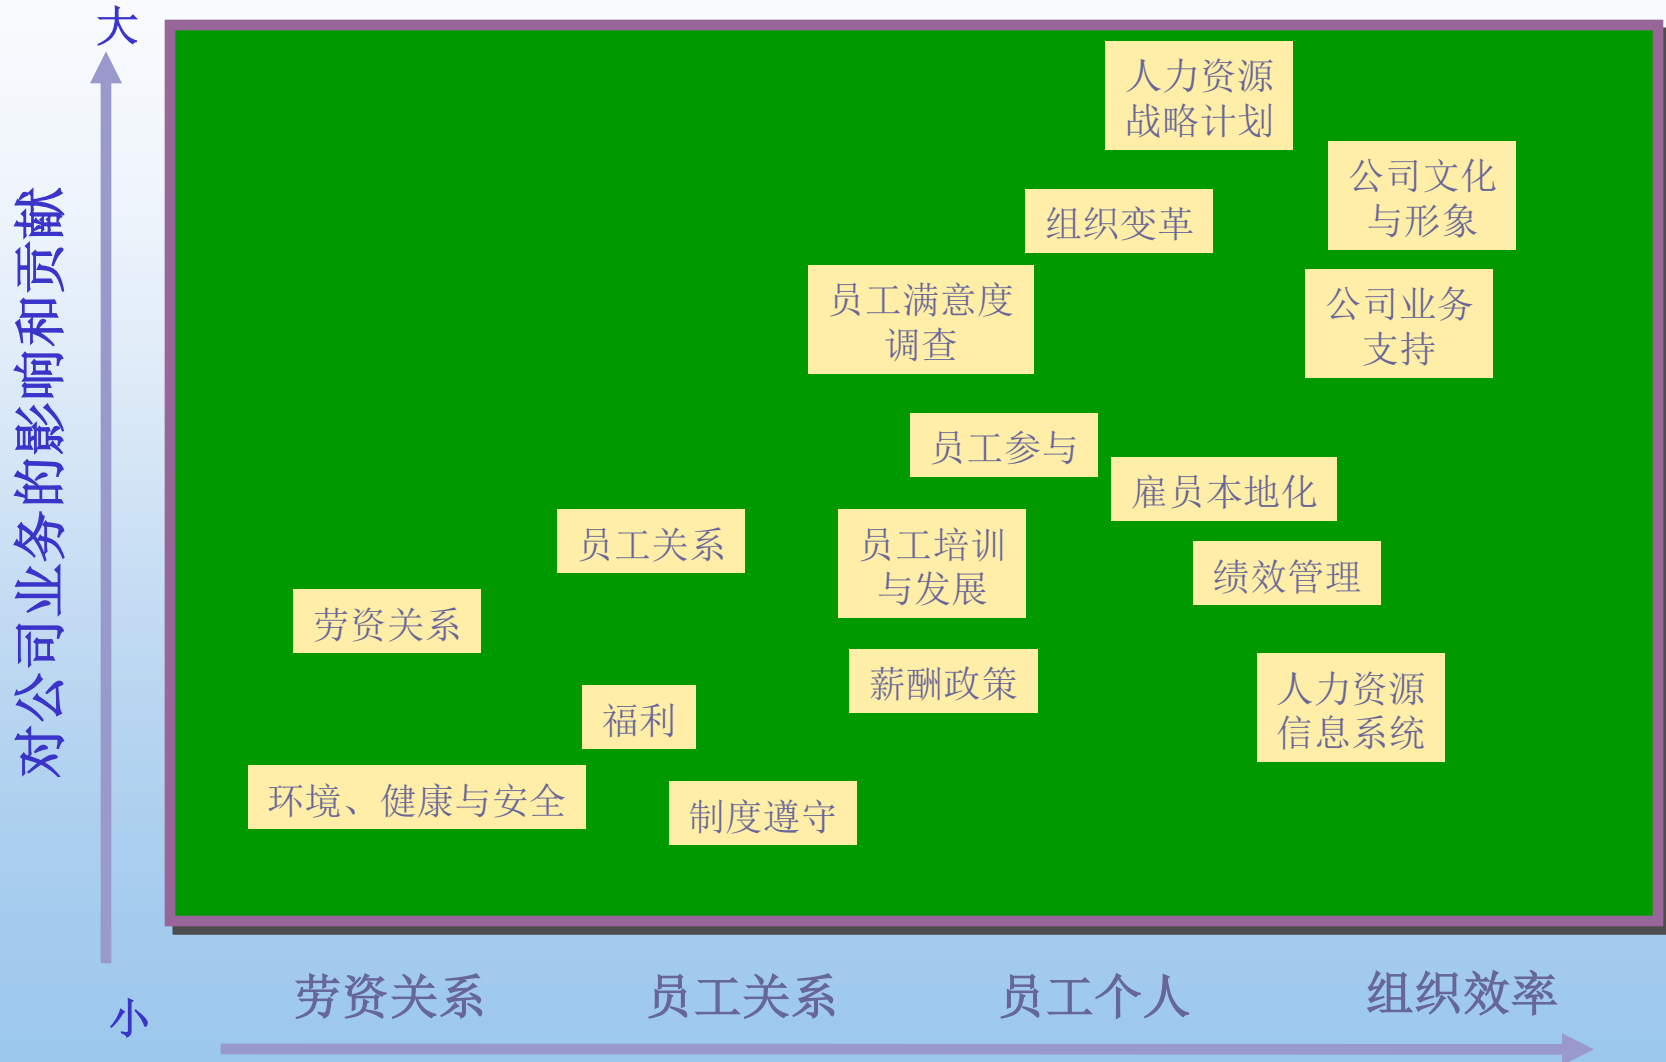 大
对公司业务的影响和贡献
小
人力资源
战略计划
公司文化
与形象
组织变革
员工满意度
调查
公司业务
支持
员工参与
雇员本地化
员工关系
员工培训
与发展
绩效管理
劳资关系
薪酬政策
人力资源
信息系统
福利
环境、健康与安全
制度遵守
劳资关系
员工关系
员工个人
组织效率